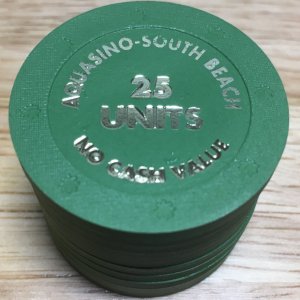 AQUASINO-SOUTH BEACH
25
UNITS
NO CASH VALUE